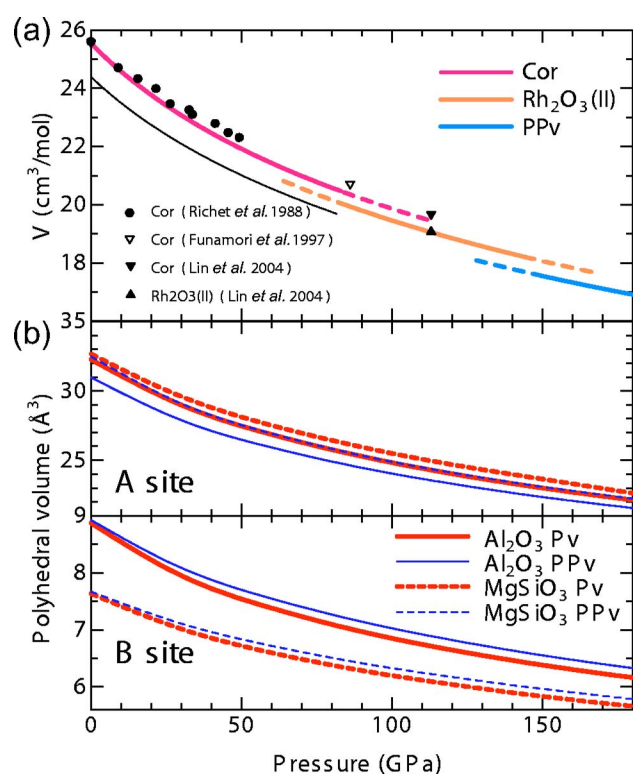 (a)
26
24
22
20
18
35
V (cm³/mol)
Cor
Rh₂O₃(II)
PPv
Cor (Richet et al. 1988)
Cor (Funamori et al. 1997)
Cor (Lin et al. 2004)
Rh2O3(II) (Lin et al. 2004)
(b)
30
25
9
8
7
6
Polyhedral volume (Å³)
A site
Al₂O₃ Pv
Al₂O₃ PPv
MgSiO₃ Pv
MgSiO₃ PPv
B site
0 50 100 150
Pressure (GPa)